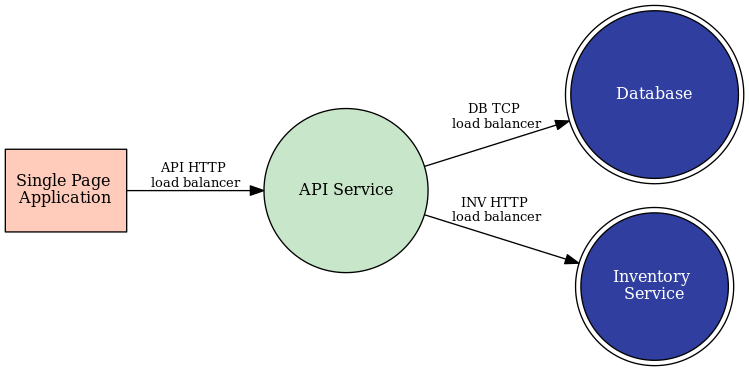 Single Page
Application
API HTTP
load balancer
API Service
DB TCP
load balancer
Database
INV HTTP
load balancer
Inventory
Service